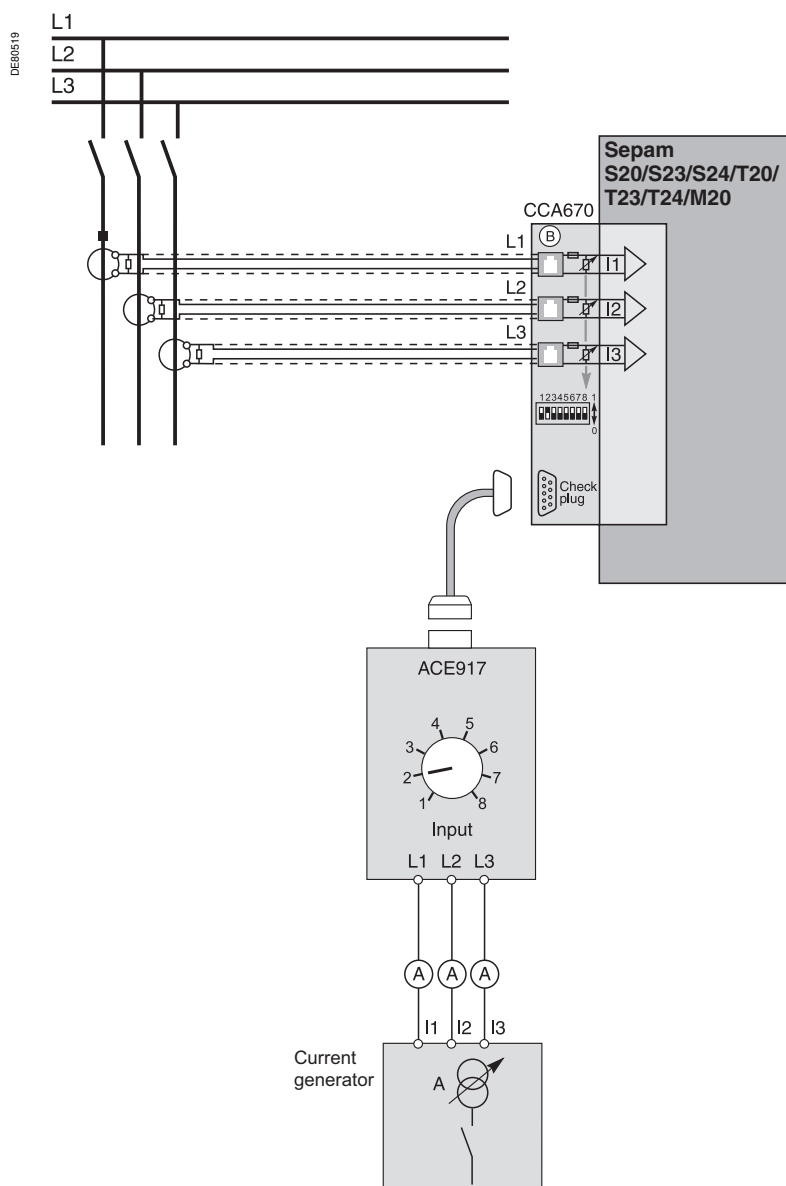 DE80519
L1
L2
L3
Sepam
S20/S23/S24/T20/
T23/T24/M20
CCA670
B
L1
I1
L2
I2
L3
I3
12345678 1
0
Check
plug
ACE917
4 5
3 6
2 7
1 8
Input
L1 L2 L3
A A A
I1 I2 I3
Current
generator
A